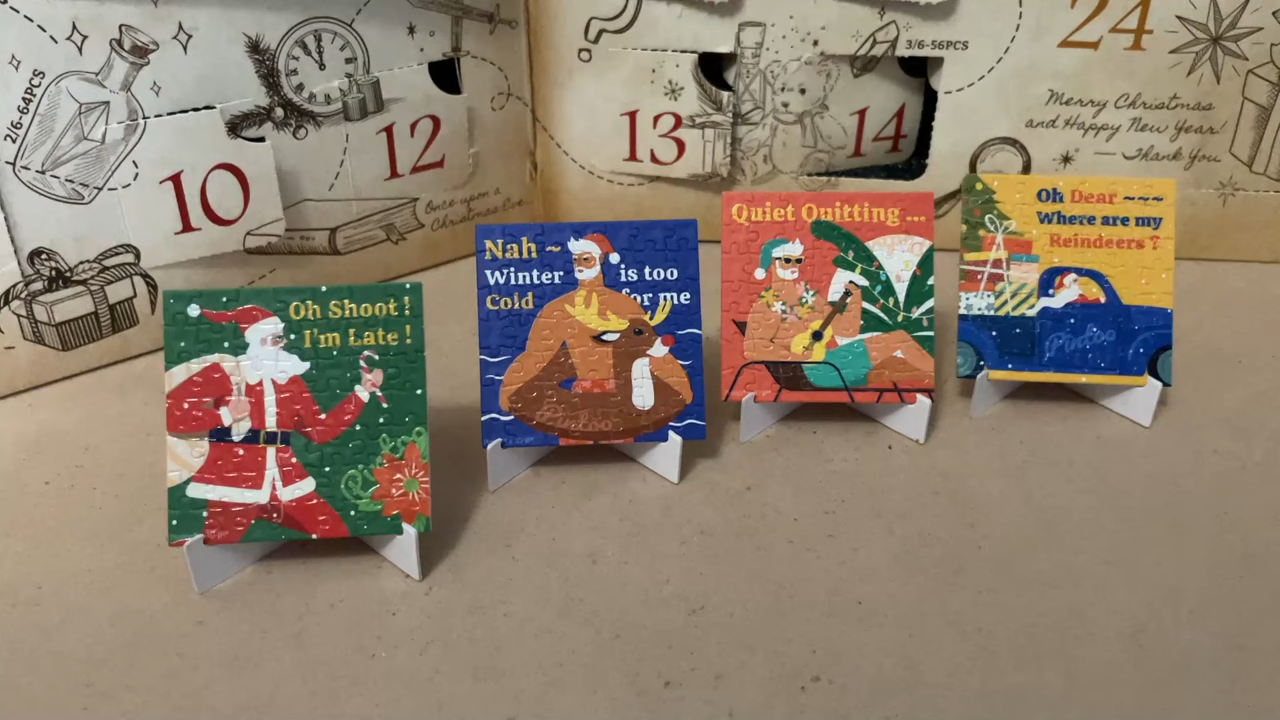 2/6-64PCS
10
12
Once upon a
Christmas Eve
13
14
3/6-56PCS
24
Merry Christmas
and Happy New Year!
— Thank You
Oh Shoot !
I'm Late !
Nah ~
Winter is too
Cold for me
Pintoo
Quiet Quitting ...
Oh Dear ~~~
Where are my
Reindeers ?
Pintoo